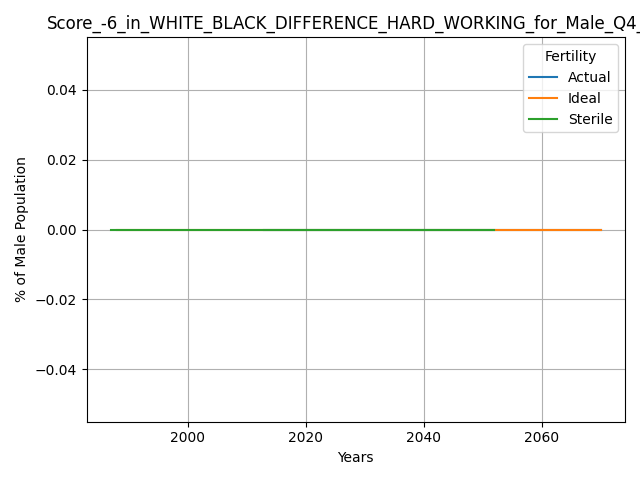 Score_-6_in_WHITE_BLACK_DIFFERENCE_HARD_WORKING_for_Male_Q4_
Fertility
Actual
Ideal
Sterile
0.04
0.02
0.00
−0.02
−0.04
% of Male Population
2000 2020 2040 2060
Years